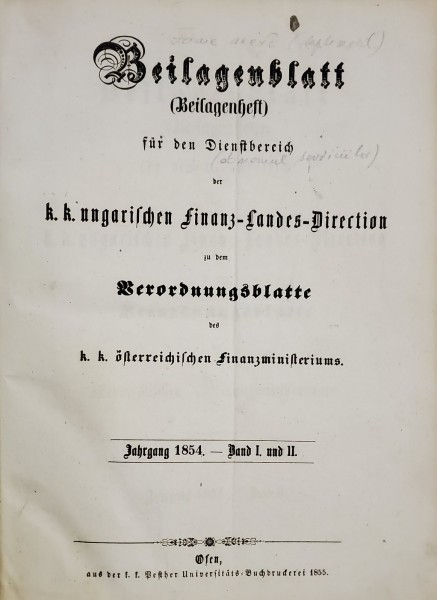 Beilagenblatt
(Beilagenheft)
für den Dienstbereich
der
k. k. ungarischen Finanz-Landes-Direction
zu dem
Verordnungsblatte
des
k. k. österreichischen Finanzministeriums.
Jahrgang 1854. — Band I. und II.
Ofen,
aus der k. k. Pesther Universitäts-Buchdruckerei 1855.